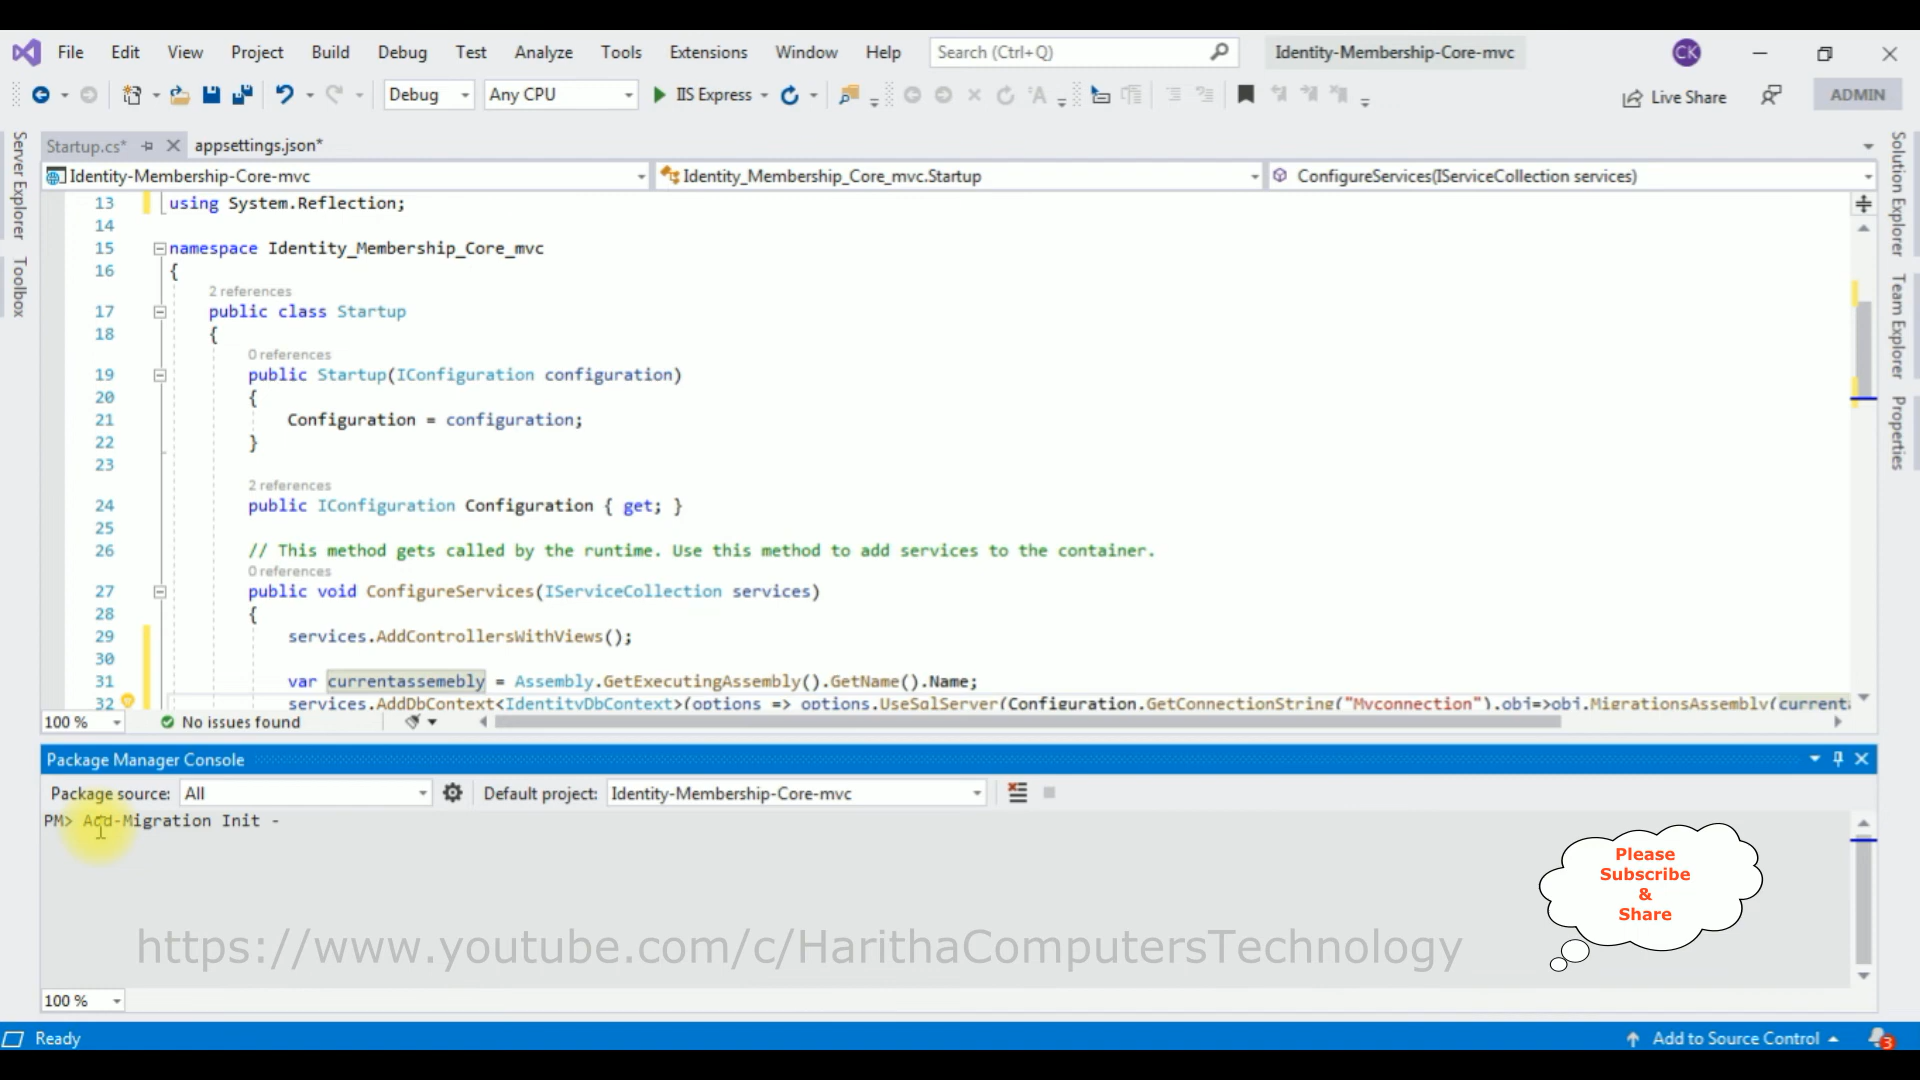 File Edit View Project Build Debug Test Analyze Tools Extensions Window Help Search (Ctrl+Q) Identity-Membership-Core-mvc CK
Debug Any CPU IIS Express Live Share ADMIN
Startup.cs* appsettings.json*
Identity-Membership-Core-mvc Identity_Membership_Core_mvc.Startup ConfigureServices(IServiceCollection services)
Server Explorer
Toolbox
Solution Explorer
Team Explorer
Properties
13 using System.Reflection;
14
15 namespace Identity_Membership_Core_mvc
16 {
2 references
17 public class Startup
18 {
0 references
19 public Startup(IConfiguration configuration)
20 {
21 Configuration = configuration;
22 }
23
2 references
24 public IConfiguration Configuration { get; }
25
26 // This method gets called by the runtime. Use this method to add services to the container.
0 references
27 public void ConfigureServices(IServiceCollection services)
28 {
29 services.AddControllersWithViews();
30
31 var currentassemebly = Assembly.GetExecutingAssembly().GetName().Name;
32 services.AddDbContext<IdentityDbContext>(options => options.UseSqlServer(Configuration.GetConnectionString("Myconnection"),obj=>obj.MigrationsAssembly(current
100 % No issues found
Package Manager Console
Package source: All Default project: Identity-Membership-Core-mvc
PM> Add-Migration Init -
Please
Subscribe
&
Share
https://www.youtube.com/c/HarithaComputersTechnology
100 %
Ready Add to Source Control 3